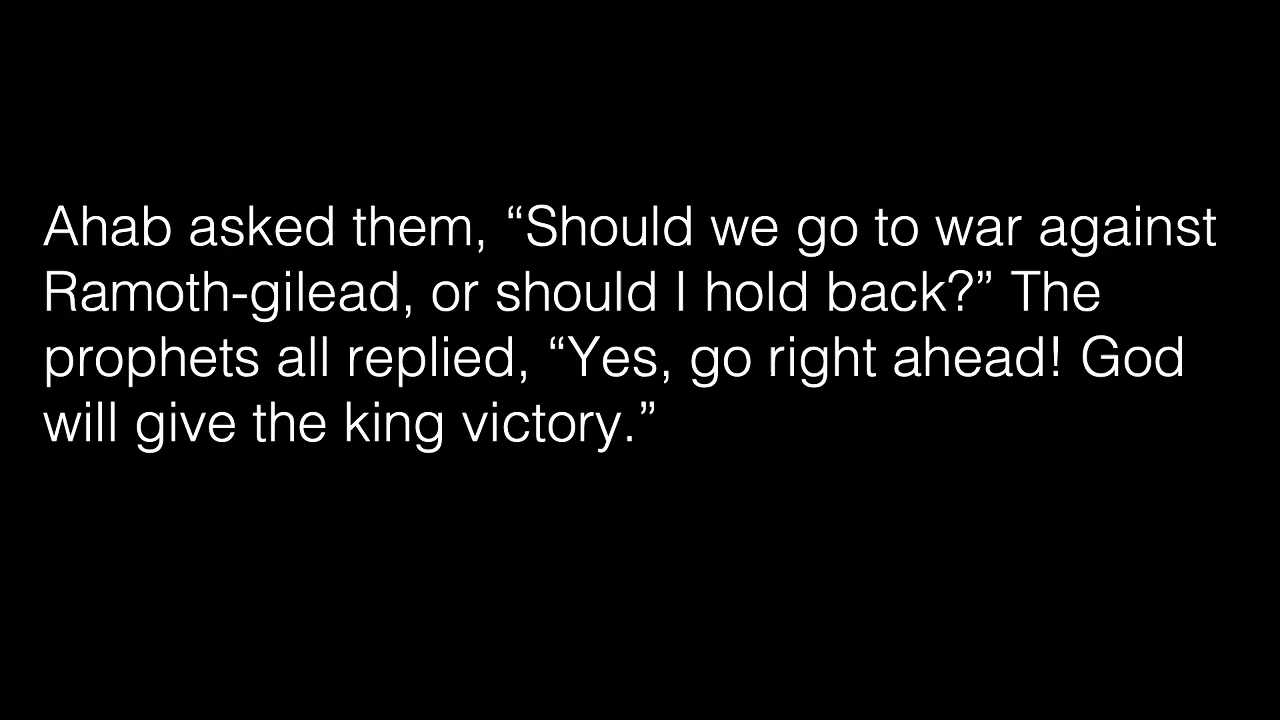 Ahab asked them, “Should we go to war against
Ramoth-gilead, or should I hold back?” The
prophets all replied, “Yes, go right ahead! God
will give the king victory.”